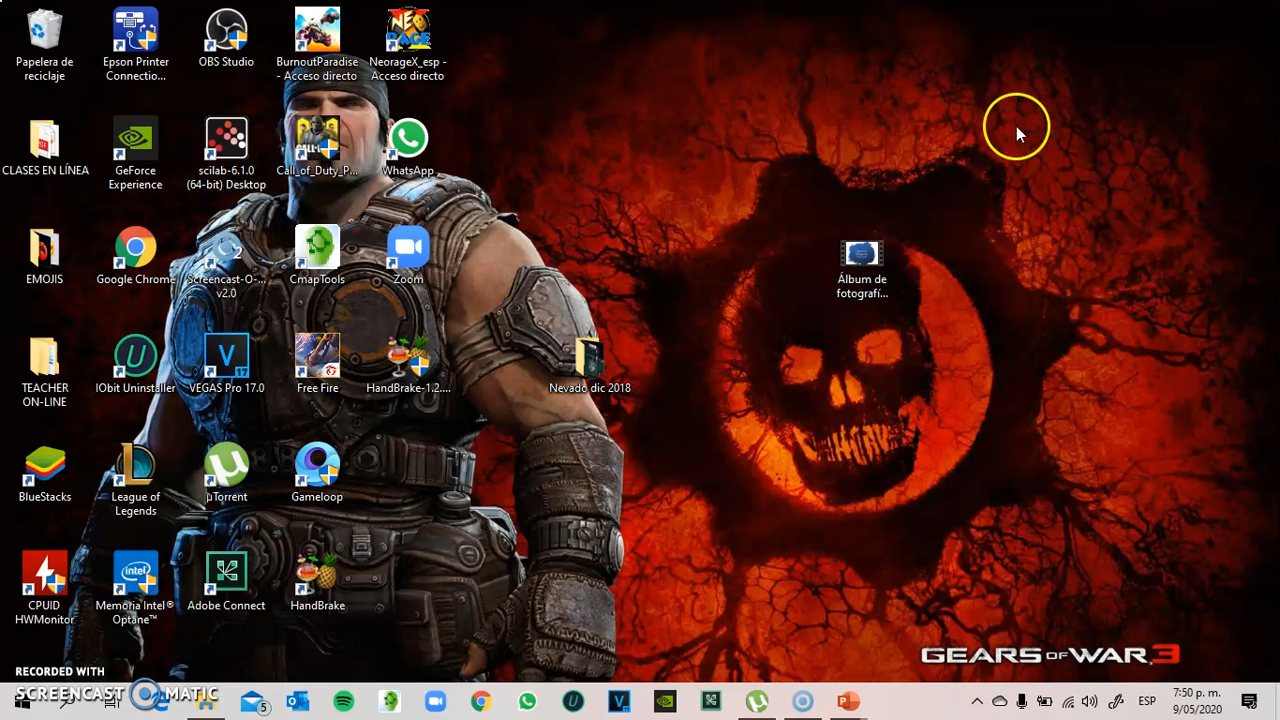 Papelera de
reciclaje
Epson Printer
Connectio...
OBS Studio
BurnoutParadise
- Acceso directo
NeorageX_esp -
Acceso directo
CLASES EN LÍNEA
GeForce
Experience
scilab-6.1.0
(64-bit) Desktop
Call_of_Duty_P...
WhatsApp
EMOJIS
Google Chrome
Screencast-O-...
v2.0
CmapTools
Zoom
Álbum de
fotografí...
TEACHER
ON-LINE
IObit Uninstaller
VEGAS Pro 17.0
Free Fire
HandBrake-1.2....
Nevado dic 2018
BlueStacks
League of
Legends
µTorrent
Gameloop
CPUID
HWMonitor
Memoria Intel®
Optane™
Adobe Connect
HandBrake
GEARS OF WAR 3
RECORDED WITH
SCREENCAST MATIC
5
ESP
7:50 p. m.
9/05/2020